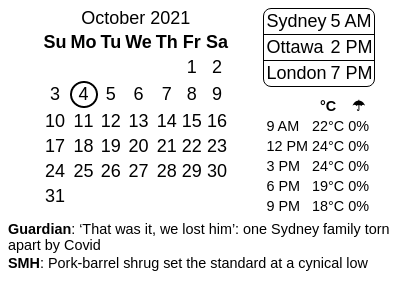 October 2021
Su Mo Tu We Th Fr Sa
1 2
3 4 5 6 7 8 9
10 11 12 13 14 15 16
17 18 19 20 21 22 23
24 25 26 27 28 29 30
31
Sydney 5 AM
Ottawa 2 PM
London 7 PM
°C ☂
9 AM 22°C 0%
12 PM 24°C 0%
3 PM 24°C 0%
6 PM 19°C 0%
9 PM 18°C 0%
Guardian: ‘That was it, we lost him’: one Sydney family torn
apart by Covid
SMH: Pork-barrel shrug set the standard at a cynical low